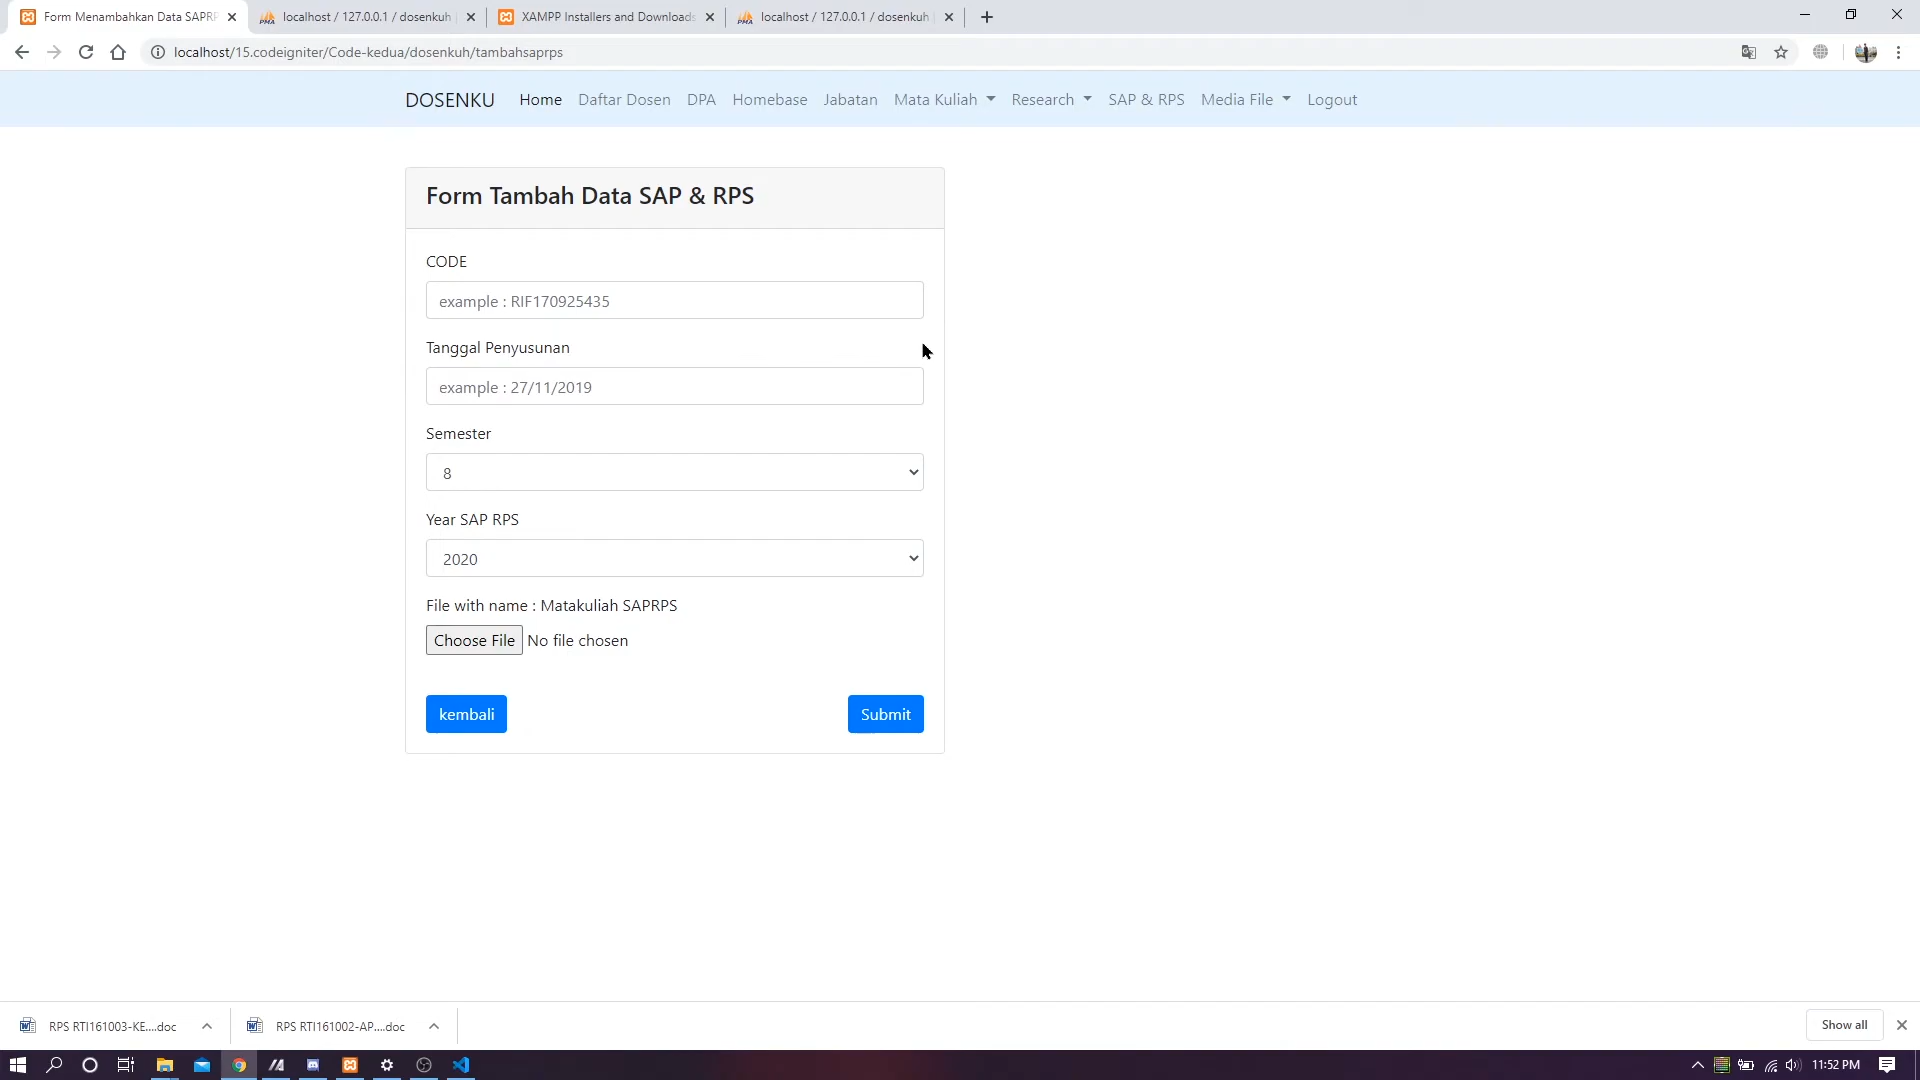 Form Menambahkan Data SAPRP
localhost / 127.0.0.1 / dosenkuh
XAMPP Installers and Downloads
localhost / 127.0.0.1 / dosenkuh
localhost/15.codeigniter/Code-kedua/dosenkuh/tambahsaprps
DOSENKU Home Daftar Dosen DPA Homebase Jabatan Mata Kuliah Research SAP & RPS Media File Logout
Form Tambah Data SAP & RPS
CODE
example : RIF170925435
Tanggal Penyusunan
example : 27/11/2019
Semester
8
Year SAP RPS
2020
File with name : Matakuliah SAPRPS
Choose File No file chosen
kembali Submit
RPS RTI161003-KE....doc RPS RTI161002-AP....doc Show all
11:52 PM